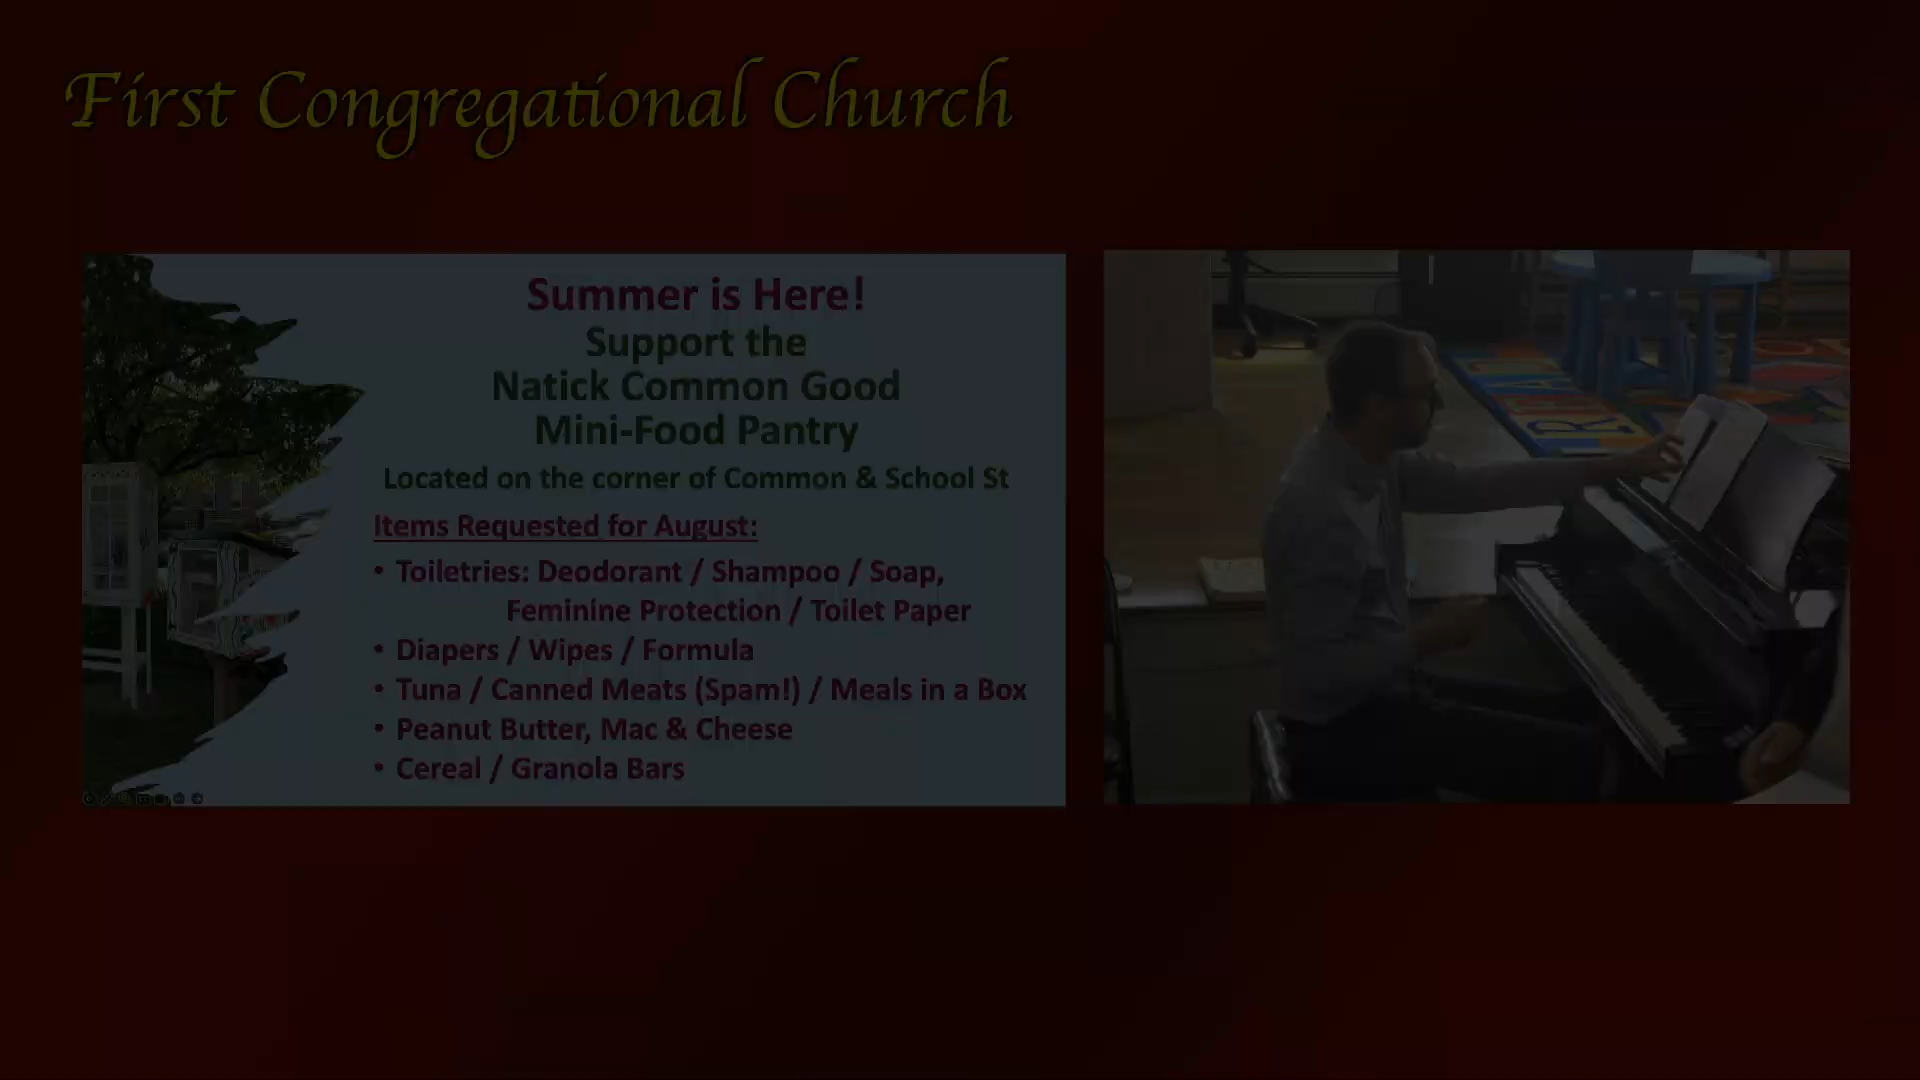 First Congregational Church
Summer is Here!
Support the
Natick Common Good
Mini-Food Pantry
Located on the corner of Common & School St
Items Requested for August:
• Toiletries: Deodorant / Shampoo / Soap,
Feminine Protection / Toilet Paper
• Diapers / Wipes / Formula
• Tuna / Canned Meats (Spam!) / Meals in a Box
• Peanut Butter, Mac & Cheese
• Cereal / Granola Bars